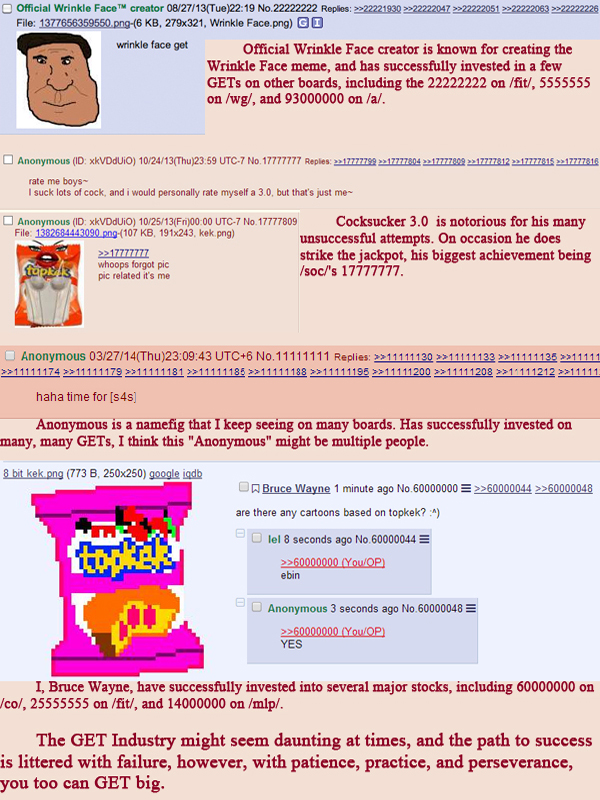 Official Wrinkle Face™ creator 08/27/13(Tue)22:19 No.22222222 Replies: >>22221930 >>22222047 >>22222051 >>22222063 >>22222226
File: 1377656359550.png-(6 KB, 279x321, Wrinkle Face.png) G I
wrinkle face get
Official Wrinkle Face creator is known for creating the
Wrinkle Face meme, and has successfully invested in a few
GETs on other boards, including the 22222222 on /fit/, 5555555
on /wg/, and 93000000 on /a/.
Anonymous (ID: xkVDdUiO) 10/24/13(Thu)23:59 UTC-7 No.17777777 Replies: >>17777799 >>17777804 >>17777809 >>17777812 >>17777815 >>17777816
rate me boys~
I suck lots of cock, and i would personally rate myself a 3.0, but that's just me~
Anonymous (ID: xkVDdUiO) 10/25/13(Fri)00:00 UTC-7 No.17777809
File: 1382684443090.png-(107 KB, 191x243, kek.png)
topkek
>>17777777
whoops forgot pic
pic related it's me
Cocksucker 3.0 is notorious for his many
unsuccessful attempts. On occasion he does
strike the jackpot, his biggest achievement being
/soc/'s 17777777.
Anonymous 03/27/14(Thu)23:09:43 UTC+6 No.11111111 Replies: >>11111130 >>11111133 >>11111135 >>1111
>>11111174 >>11111179 >>11111181 >>11111185 >>11111188 >>11111195 >>11111200 >>11111208 >>11111212 >>11111
haha time for [s4s]
Anonymous is a namefig that I keep seeing on many boards. Has successfully invested on
many, many GETs, I think this "Anonymous" might be multiple people.
8 bit kek.png (773 B, 250x250) google iqdb
topkek
Bruce Wayne 1 minute ago No.60000000 >>60000044 >>60000048
are there any cartoons based on topkek? :^)
lel 8 seconds ago No.60000044
>>60000000 (You/OP)
ebin
Anonymous 3 seconds ago No.60000048
>>60000000 (You/OP)
YES
I, Bruce Wayne, have successfully invested into several major stocks, including 60000000 on
/co/, 25555555 on /fit/, and 14000000 on /mlp/.
The GET Industry might seem daunting at times, and the path to success
is littered with failure, however, with patience, practice, and perseverance,
you too can GET big.